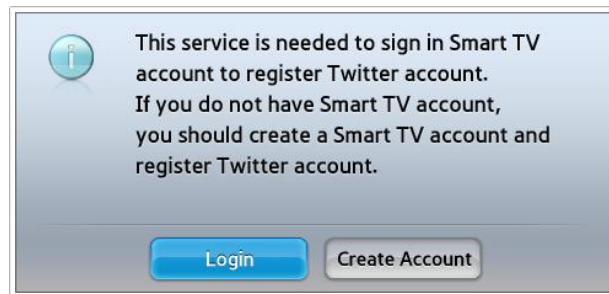 This service is needed to sign in Smart TV
account to register Twitter account.
If you do not have Smart TV account,
you should create a Smart TV account and
register Twitter account.
Login
Create Account